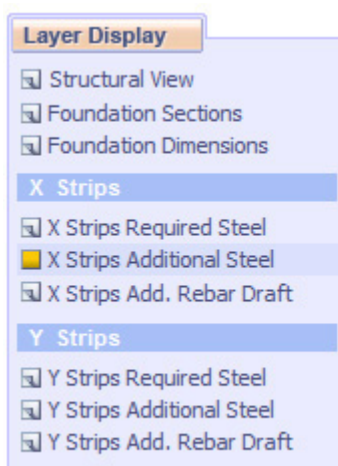 Layer Display
Structural View
Foundation Sections
Foundation Dimensions
X Strips
X Strips Required Steel
X Strips Additional Steel
X Strips Add. Rebar Draft
Y Strips
Y Strips Required Steel
Y Strips Additional Steel
Y Strips Add. Rebar Draft